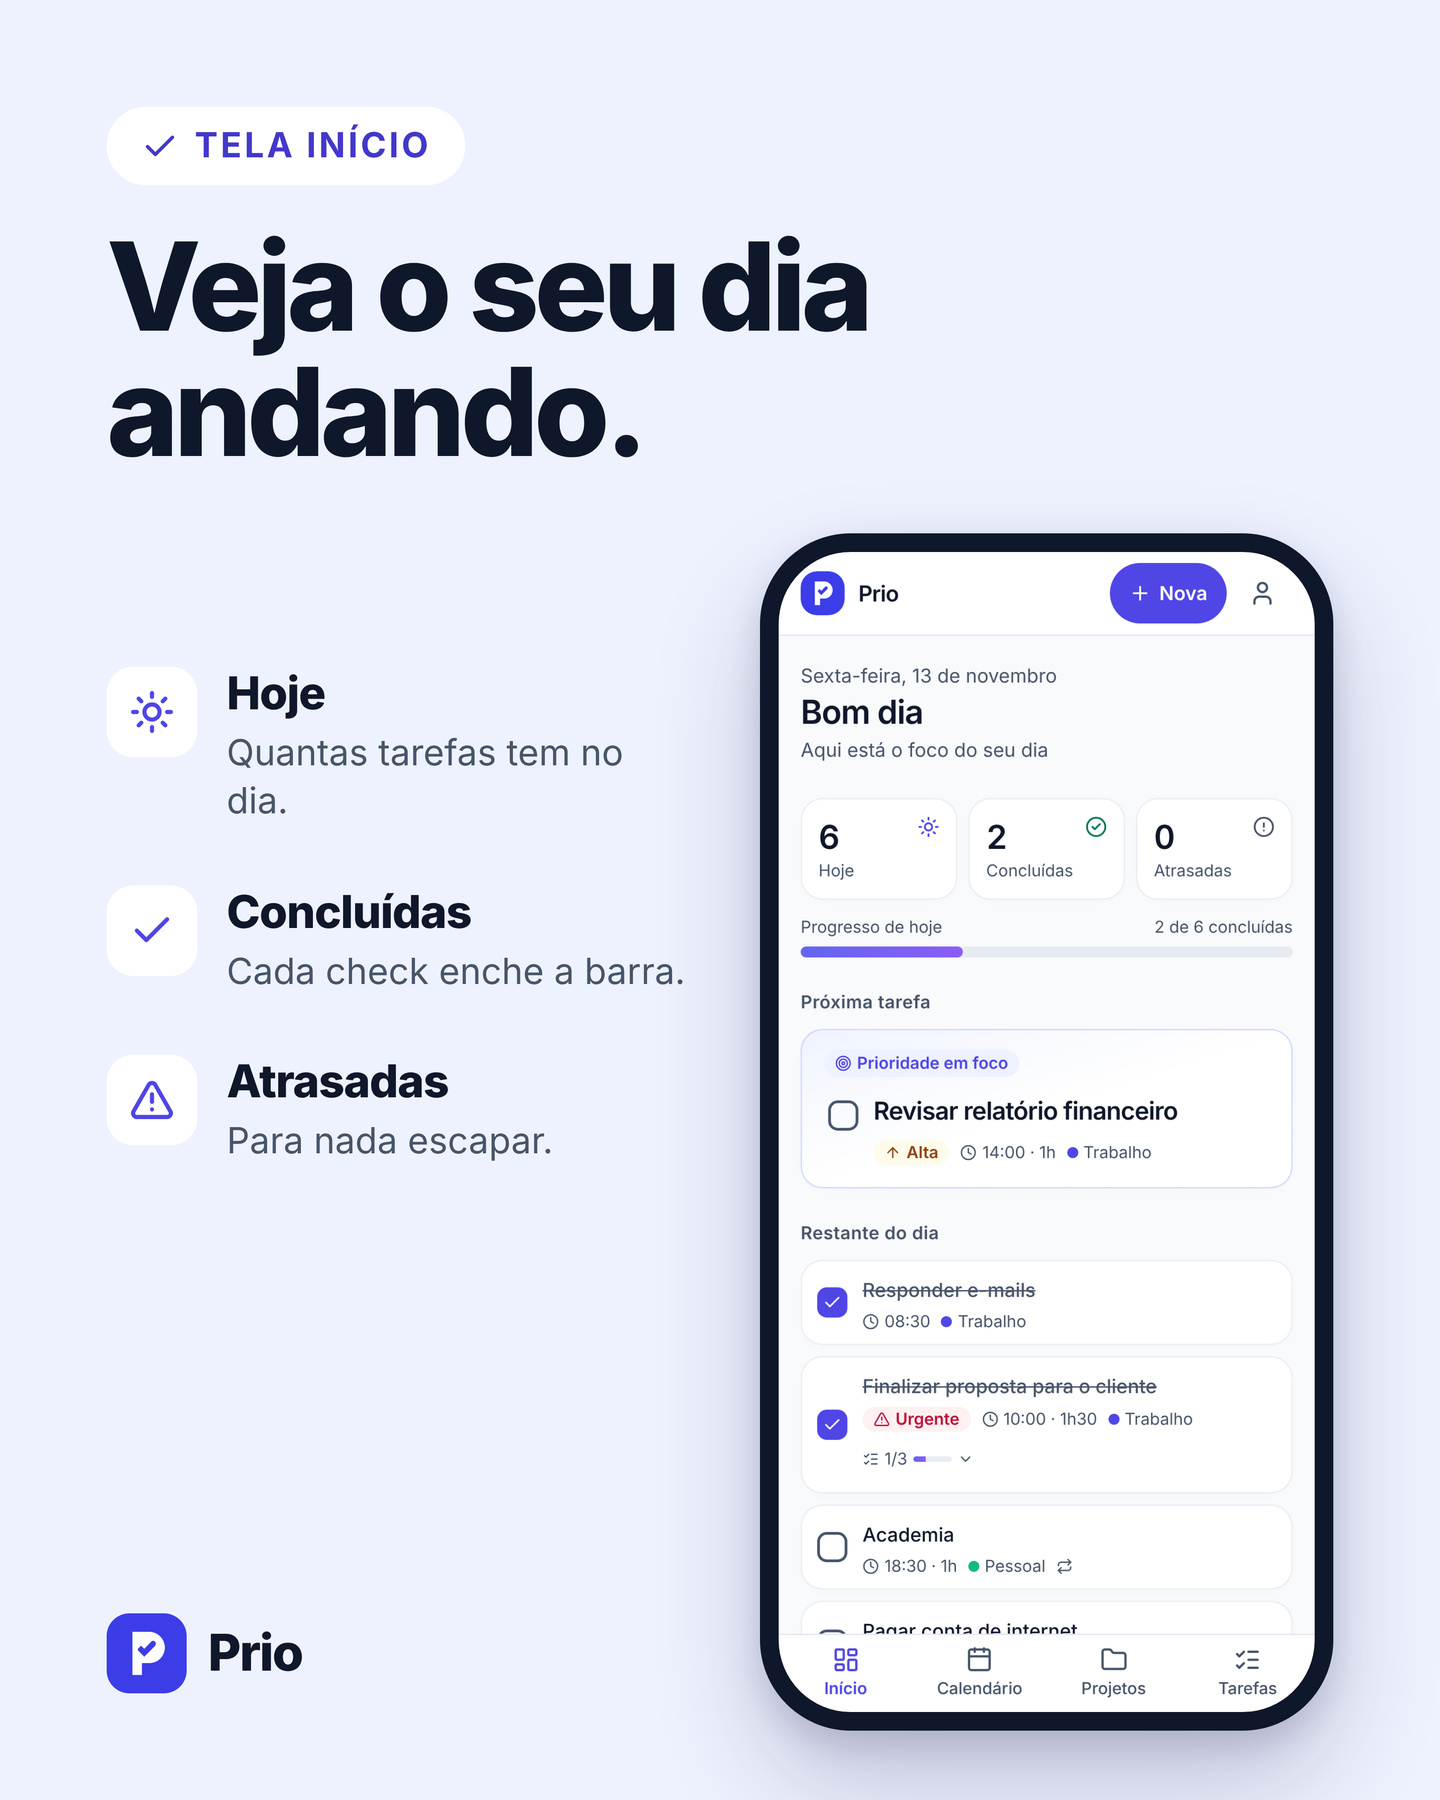 TELA INÍCIO
Veja o seu dia
andando.
Hoje
Quantas tarefas tem no
dia.
Concluídas
Cada check enche a barra.
Atrasadas
Para nada escapar.
Prio
Prio
+ Nova
Sexta-feira, 13 de novembro
Bom dia
Aqui está o foco do seu dia
6
Hoje
2
Concluídas
0
Atrasadas
Progresso de hoje
2 de 6 concluídas
Próxima tarefa
Prioridade em foco
Revisar relatório financeiro
Alta 14:00 · 1h Trabalho
Restante do dia
Responder e-mails
08:30 Trabalho
Finalizar proposta para o cliente
Urgente 10:00 · 1h30 Trabalho
1/3
Academia
18:30 · 1h Pessoal
Pagar conta de internet
Início
Calendário
Projetos
Tarefas